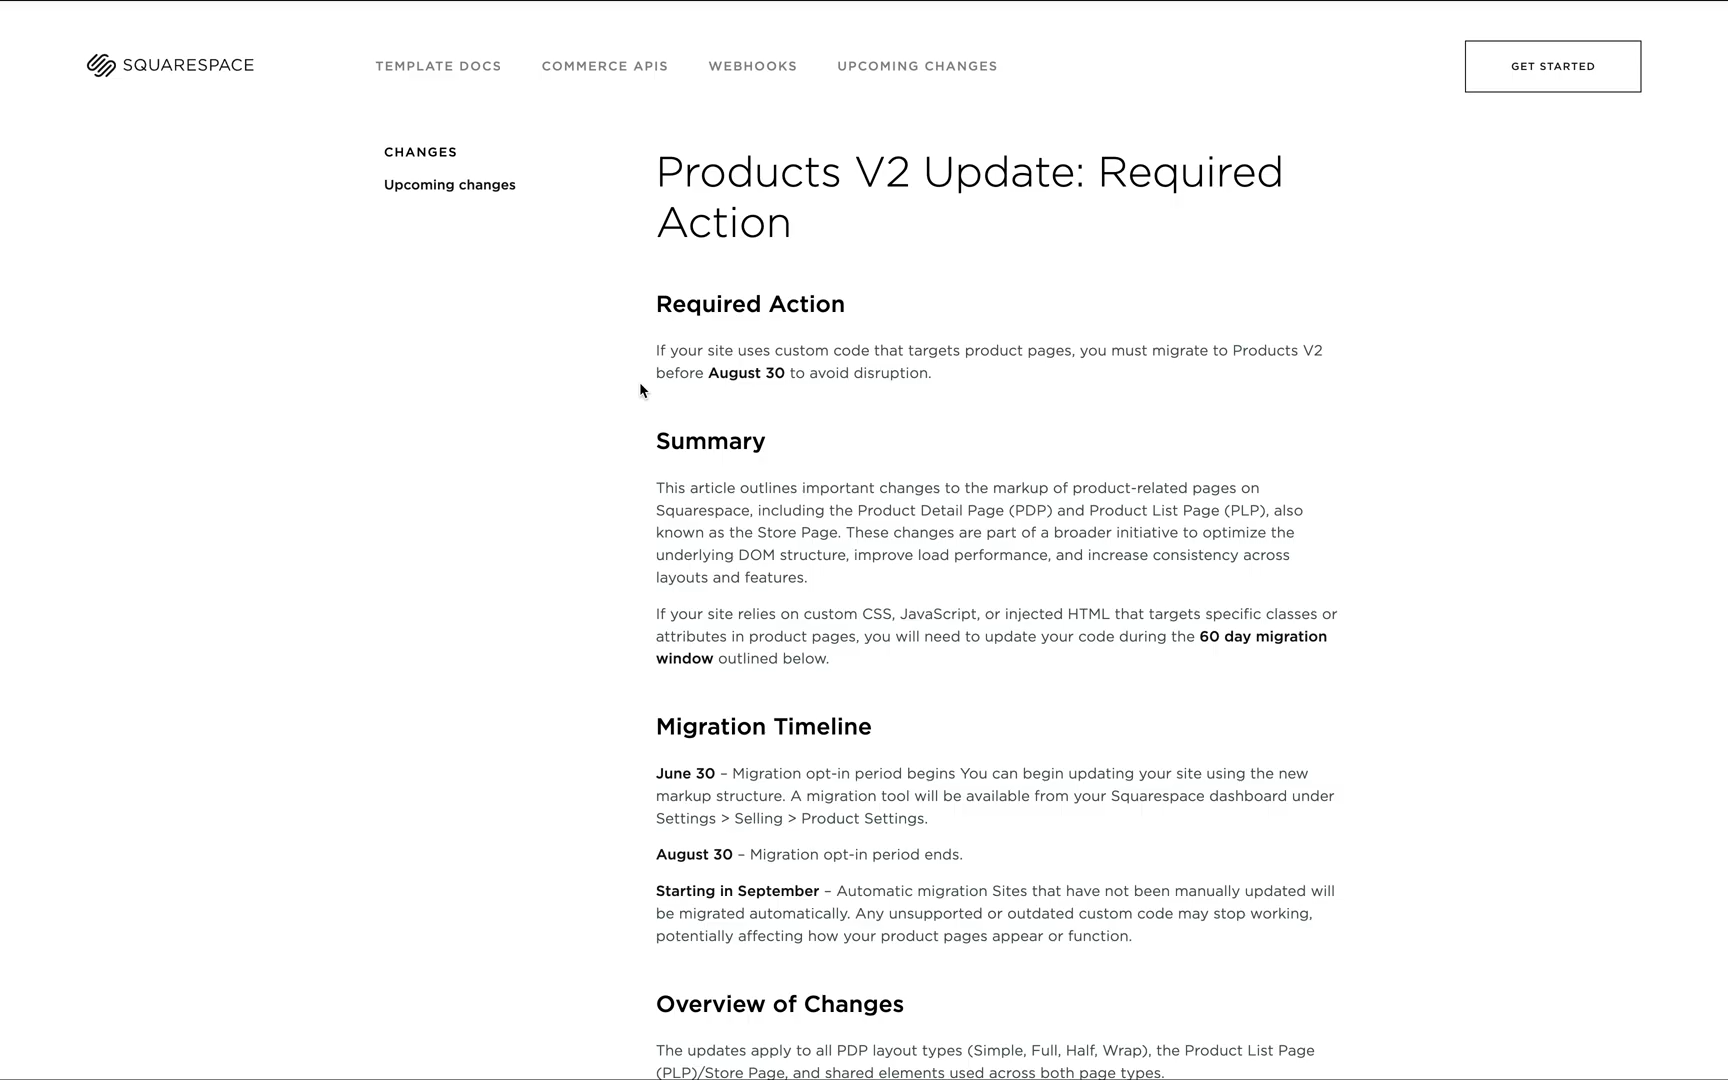 SQUARESPACE
TEMPLATE DOCS
COMMERCE APIS
WEBHOOKS
UPCOMING CHANGES
GET STARTED
CHANGES
Upcoming changes
Products V2 Update: Required
Action
Required Action
If your site uses custom code that targets product pages, you must migrate to Products V2
before August 30 to avoid disruption.
Summary
This article outlines important changes to the markup of product-related pages on
Squarespace, including the Product Detail Page (PDP) and Product List Page (PLP), also
known as the Store Page. These changes are part of a broader initiative to optimize the
underlying DOM structure, improve load performance, and increase consistency across
layouts and features.
If your site relies on custom CSS, JavaScript, or injected HTML that targets specific classes or
attributes in product pages, you will need to update your code during the 60 day migration
window outlined below.
Migration Timeline
June 30 – Migration opt-in period begins You can begin updating your site using the new
markup structure. A migration tool will be available from your Squarespace dashboard under
Settings > Selling > Product Settings.
August 30 – Migration opt-in period ends.
Starting in September – Automatic migration Sites that have not been manually updated will
be migrated automatically. Any unsupported or outdated custom code may stop working,
potentially affecting how your product pages appear or function.
Overview of Changes
The updates apply to all PDP layout types (Simple, Full, Half, Wrap), the Product List Page
(PLP)/Store Page, and shared elements used across both page types.